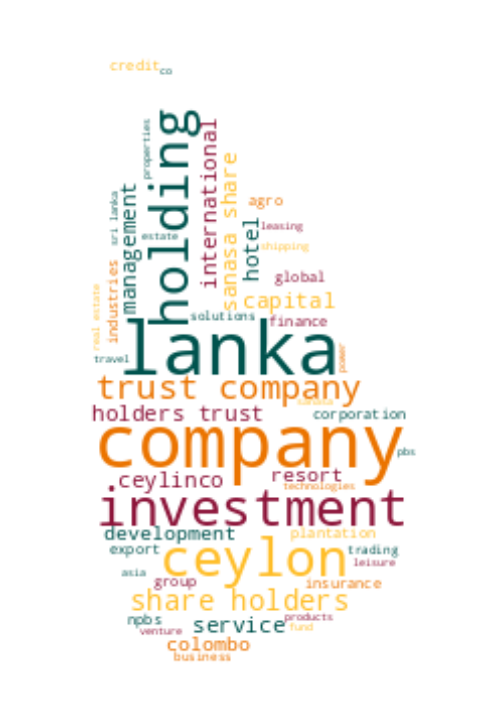 credit
co
properties
holding
international
sanasa share
management
sri lanka
agro
hotel
leasing
estate
shipping
industries
real estate
global
capital
solutions
finance
lanka
travel
power
trust company
holders trust
corporation
company
pbs
ceylinco
resort
technologies
investment
development
plantation
export
ceylon
trading
leisure
asia
group
insurance
share holders
npbs
service
products
venture
fund
colombo
business